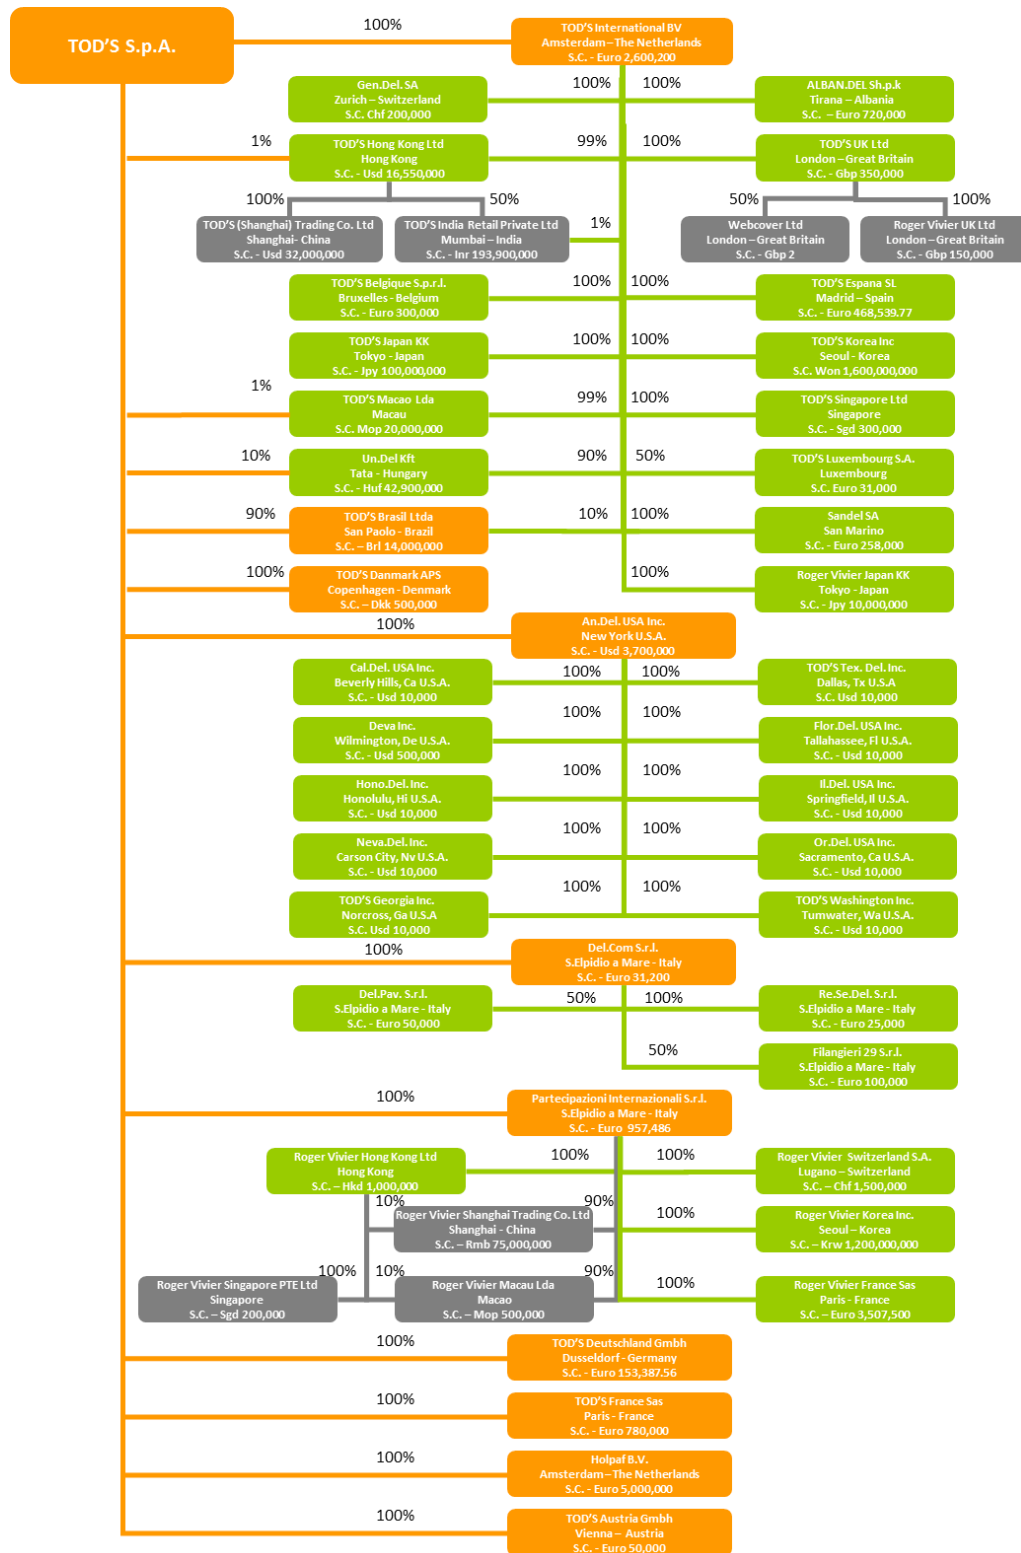 TOD'S S.p.A.
100%
TOD'S International BV
Amsterdam – The Netherlands
S.C. - Euro 2,600,200
Gen.Del. SA
Zurich – Switzerland
S.C. Chf 200,000
100%
100%
ALBAN.DEL Sh.p.k
Tirana – Albania
S.C. – Euro 720,000
1%
TOD'S Hong Kong Ltd
Hong Kong
S.C. - Usd 16,550,000
99%
100%
TOD'S UK Ltd
London – Great Britain
S.C. - Gbp 350,000
100%
50%
50%
100%
TOD'S (Shanghai) Trading Co. Ltd
Shanghai- China
S.C. - Usd 32,000,000
TOD'S India Retail Private Ltd
Mumbai – India
S.C. - Inr 193,900,000
1%
Webcover Ltd
London – Great Britain
S.C. - Gbp 2
Roger Vivier UK Ltd
London – Great Britain
S.C. - Gbp 150,000
TOD'S Belgique S.p.r.l.
Bruxelles - Belgium
S.C. - Euro 300,000
100%
100%
TOD'S Espana SL
Madrid – Spain
S.C. - Euro 468,539.77
TOD'S Japan KK
Tokyo - Japan
S.C. - Jpy 100,000,000
100%
100%
TOD'S Korea Inc
Seoul - Korea
S.C. Won 1,600,000,000
1%
TOD'S Macao Lda
Macau
S.C. Mop 20,000,000
99%
100%
TOD'S Singapore Ltd
Singapore
S.C. - Sgd 300,000
10%
Un.Del Kft
Tata - Hungary
S.C. - Huf 42,900,000
90%
50%
TOD'S Luxembourg S.A.
Luxembourg
S.C. Euro 31,000
90%
TOD'S Brasil Ltda
San Paolo - Brazil
S.C. – Brl 14,000,000
10%
100%
Sandel SA
San Marino
S.C. - Euro 258,000
100%
TOD'S Danmark APS
Copenhagen - Denmark
S.C. – Dkk 500,000
100%
Roger Vivier Japan KK
Tokyo - Japan
S.C. - Jpy 10,000,000
100%
An.Del. USA Inc.
New York U.S.A.
S.C. - Usd 3,700,000
Cal.Del. USA Inc.
Beverly Hills, Ca U.S.A.
S.C. - Usd 10,000
100%
100%
TOD'S Tex. Del. Inc.
Dallas, Tx U.S.A
S.C. Usd 10,000
Deva Inc.
Wilmington, De U.S.A.
S.C. - Usd 500,000
100%
100%
Flor.Del. USA Inc.
Tallahassee, Fl U.S.A.
S.C. - Usd 10,000
Hono.Del. Inc.
Honolulu, Hi U.S.A.
S.C. - Usd 10,000
100%
100%
Il.Del. USA Inc.
Springfield, Il U.S.A.
S.C. - Usd 10,000
Neva.Del. Inc.
Carson City, Nv U.S.A.
S.C. - Usd 10,000
100%
100%
Or.Del. USA Inc.
Sacramento, Ca U.S.A.
S.C. - Usd 10,000
TOD'S Georgia Inc.
Norcross, Ga U.S.A
S.C. Usd 10,000
100%
100%
TOD'S Washington Inc.
Tumwater, Wa U.S.A.
S.C. - Usd 10,000
100%
Del.Com S.r.l.
S.Elpidio a Mare - Italy
S.C. - Euro 31,200
Del.Pav. S.r.l.
S.Elpidio a Mare - Italy
S.C. - Euro 50,000
50%
100%
Re.Se.Del. S.r.l.
S.Elpidio a Mare - Italy
S.C. - Euro 25,000
50%
Filangieri 29 S.r.l.
S.Elpidio a Mare - Italy
S.C. - Euro 100,000
100%
Partecipazioni Internazionali S.r.l.
S.Elpidio a Mare - Italy
S.C. - Euro 957,486
Roger Vivier Hong Kong Ltd
Hong Kong
S.C. – Hkd 1,000,000
100%
100%
Roger Vivier Switzerland S.A.
Lugano – Switzerland
S.C. – Chf 1,500,000
10%
90%
Roger Vivier Shanghai Trading Co. Ltd
Shanghai - China
S.C. – Rmb 75,000,000
100%
Roger Vivier Korea Inc.
Seoul – Korea
S.C. – Krw 1,200,000,000
100%
10%
90%
Roger Vivier Singapore PTE Ltd
Singapore
S.C. – Sgd 200,000
Roger Vivier Macau Lda
Macao
S.C. – Mop 500,000
100%
Roger Vivier France Sas
Paris - France
S.C. – Euro 3,507,500
100%
TOD'S Deutschland Gmbh
Dusseldorf - Germany
S.C. - Euro 153,387.56
100%
TOD'S France Sas
Paris - France
S.C. - Euro 780,000
100%
Holpaf B.V.
Amsterdam – The Netherlands
S.C. - Euro 5,000,000
100%
TOD'S Austria Gmbh
Vienna – Austria
S.C. - Euro 50,000